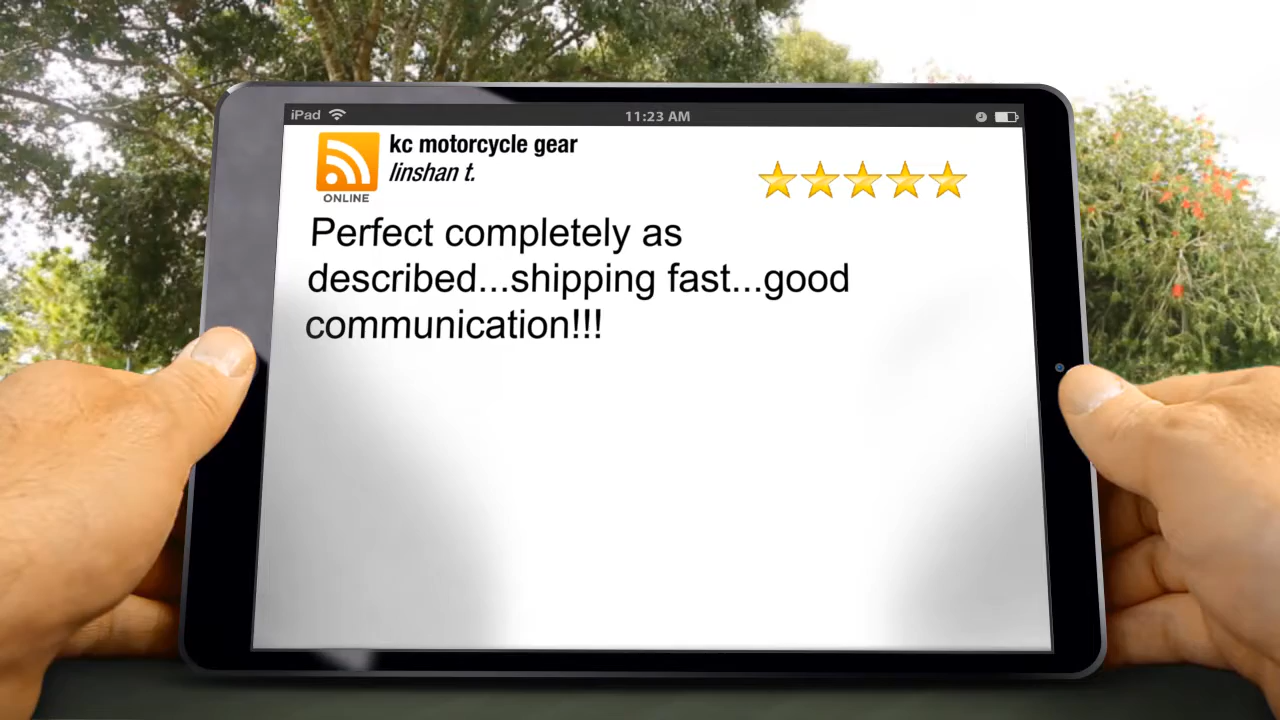 iPad
11:23 AM
kc motorcycle gear
linshan t.
ONLINE
Perfect completely as
described...shipping fast...good
communication!!!